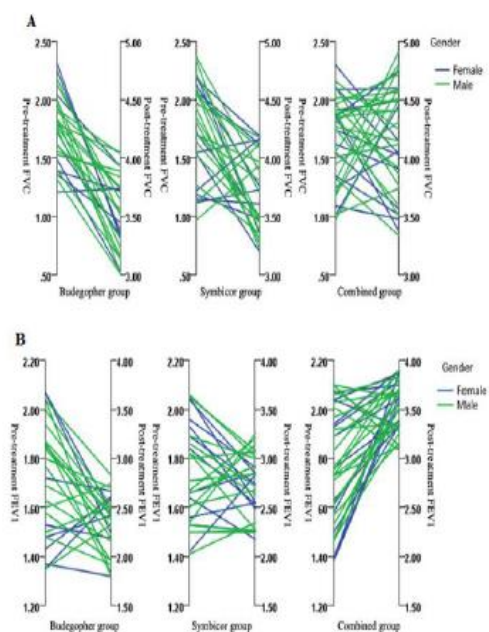 A
2.50 5.00 2.50 5.00 2.50 5.00
Gender
Female
Male
2.00 4.50 2.00 4.50 2.00 4.50
Pre-treatment FVC Post-treatment FVC Pre-treatment FVC Post-treatment FVC Pre-treatment FVC Post-treatment FVC
1.50 4.00 1.50 4.00 1.50 4.00
1.00 3.50 1.00 3.50 1.00 3.50
.50 3.00 .50 3.00 .50 3.00
Budegopher group Symbicor group Combined group
B
2.20 4.00 2.20 4.00 2.20 4.00
Gender
Female
Male
2.00 3.50 2.00 3.50 2.00 3.50
Pre-treatment FEV1 Post-treatment FEV1 Pre-treatment FEV1 Post-treatment FEV1 Pre-treatment FEV1 Post-treatment FEV1
1.80 3.00 1.80 3.00 .80 3.00
1.60 2.50 1.60 2.50 .60 2.50
1.40 2.00 1.40 2.00 1.40 2.00
1.20 1.50 1.20 1.50 1.20 1.50
Budegopher group Symbicor group Combined group